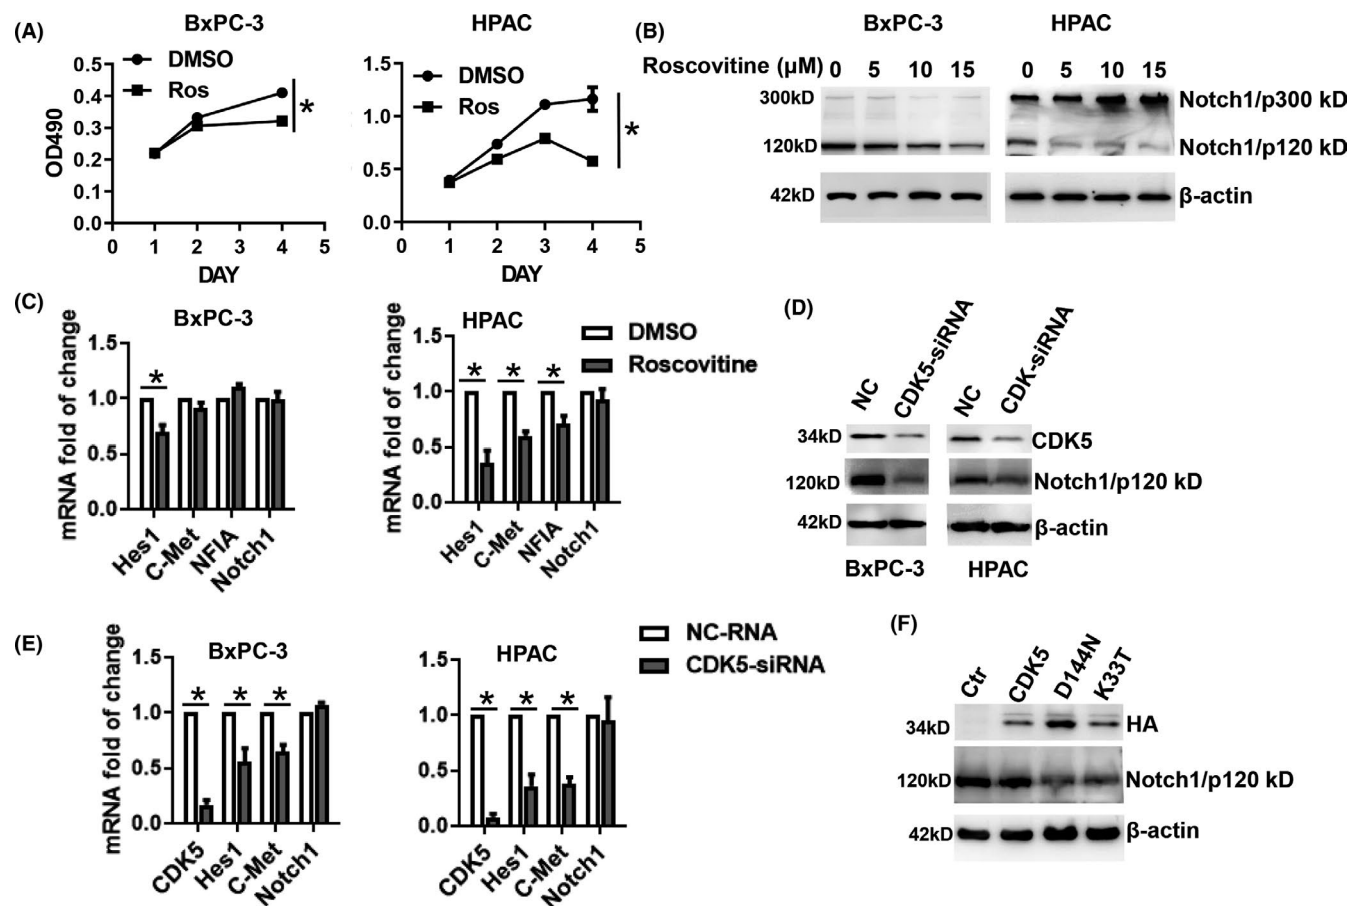 (A)
BxPC-3
DMSO
Ros
*
OD490
0.5
0.4
0.3
0.2
0.1
0.0
0 1 2 3 4 5
DAY
HPAC
DMSO
Ros
*
1.5
1.0
0.5
0.0
0 1 2 3 4 5
DAY
(B)
BxPC-3 HPAC
Roscovitine (μM) 0 5 10 15 0 5 10 15
300kD Notch1/p300 kD
120kD Notch1/p120 kD
42kD β-actin
(C)
BxPC-3
mRNA fold of change
1.5
1.0
0.5
0.0
*
Hes1
C-Met
NFIA
Notch1
HPAC
DMSO
Roscovitine
mRNA fold of change
1.5
1.0
0.5
0.0
* * *
Hes1
C-Met
NFIA
Notch1
(D)
NC CDK5-siRNA NC CDK-siRNA
34kD CDK5
120kD Notch1/p120 kD
42kD β-actin
BxPC-3 HPAC
(E)
BxPC-3
mRNA fold of change
1.5
1.0
0.5
0.0
* * *
CDK5
Hes1
C-Met
Notch1
HPAC
NC-RNA
CDK5-siRNA
1.5
1.0
0.5
0.0
* * *
CDK5
Hes1
C-Met
Notch1
(F)
Ctr CDK5 D144N K33T
34kD HA
120kD Notch1/p120 kD
42kD β-actin